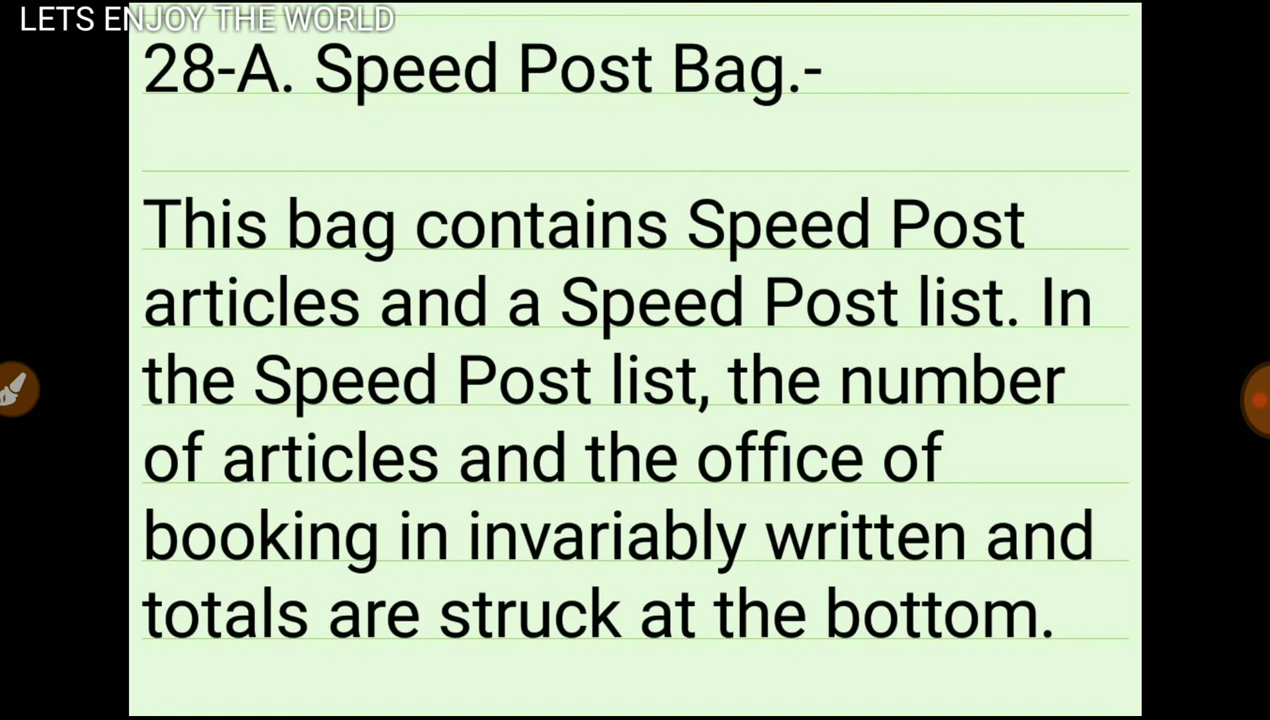 LETS ENJOY THE WORLD
28-A. Speed Post Bag.-
This bag contains Speed Post
articles and a Speed Post list. In
the Speed Post list, the number
of articles and the office of
booking in invariably written and
totals are struck at the bottom.